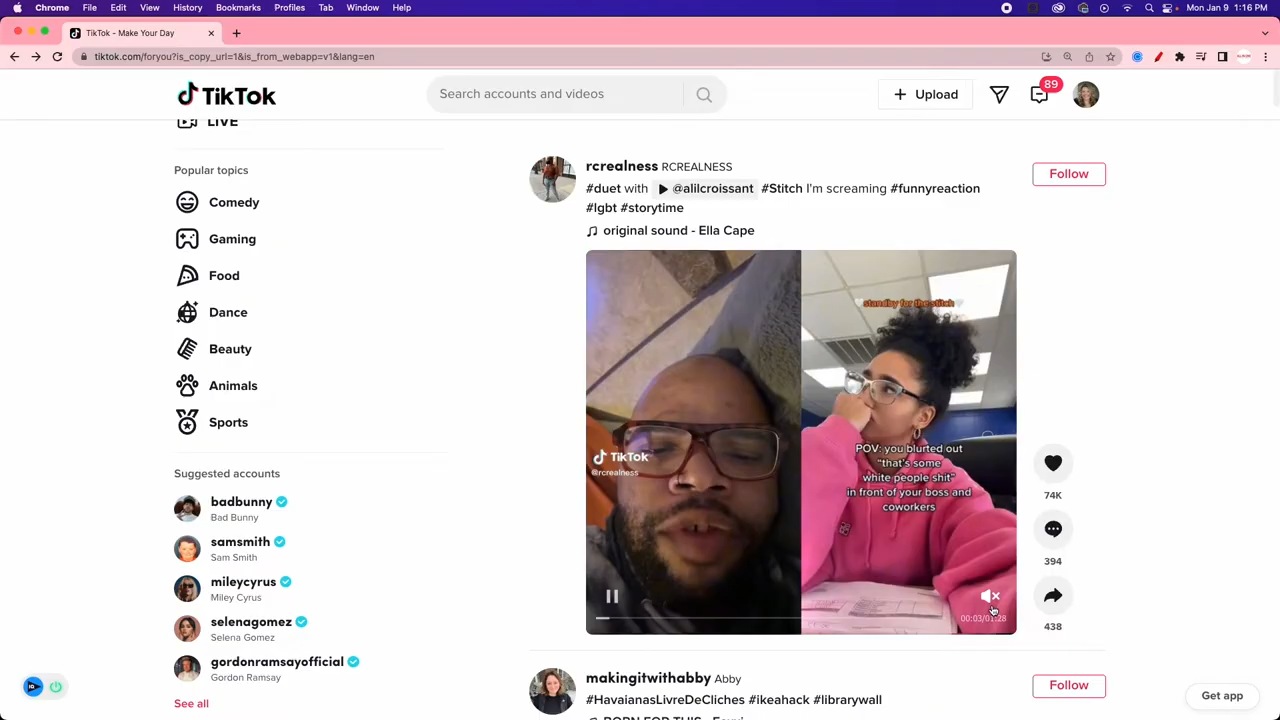 Chrome File Edit View History Bookmarks Profiles Tab Window Help Mon Jan 9 1:16 PM
TikTok - Make Your Day
tiktok.com/foryou?is_copy_url=1&is_from_webapp=v1&lang=en
TikTok
Search accounts and videos
Upload
89
LIVE
Popular topics
Comedy
Gaming
Food
Dance
Beauty
Animals
Sports
Suggested accounts
badbunny
Bad Bunny
samsmith
Sam Smith
mileycyrus
Miley Cyrus
selenagomez
Selena Gomez
gordonramsayofficial
Gordon Ramsay
See all
rcrealness RCREALNESS
Follow
#duet with @alilcroissant #Stitch I'm screaming #funnyreaction
#lgbt #storytime
original sound - Ella Cape
standby for the stitch
TikTok
@rcrealness
POV: you blurted out
"that's some
white people shit"
in front of your boss and
coworkers
00:03/01:28
74K
394
438
makingitwithabby Abby
Follow
#HavaianasLivreDeCliches #ikeahack #librarywall
Get app